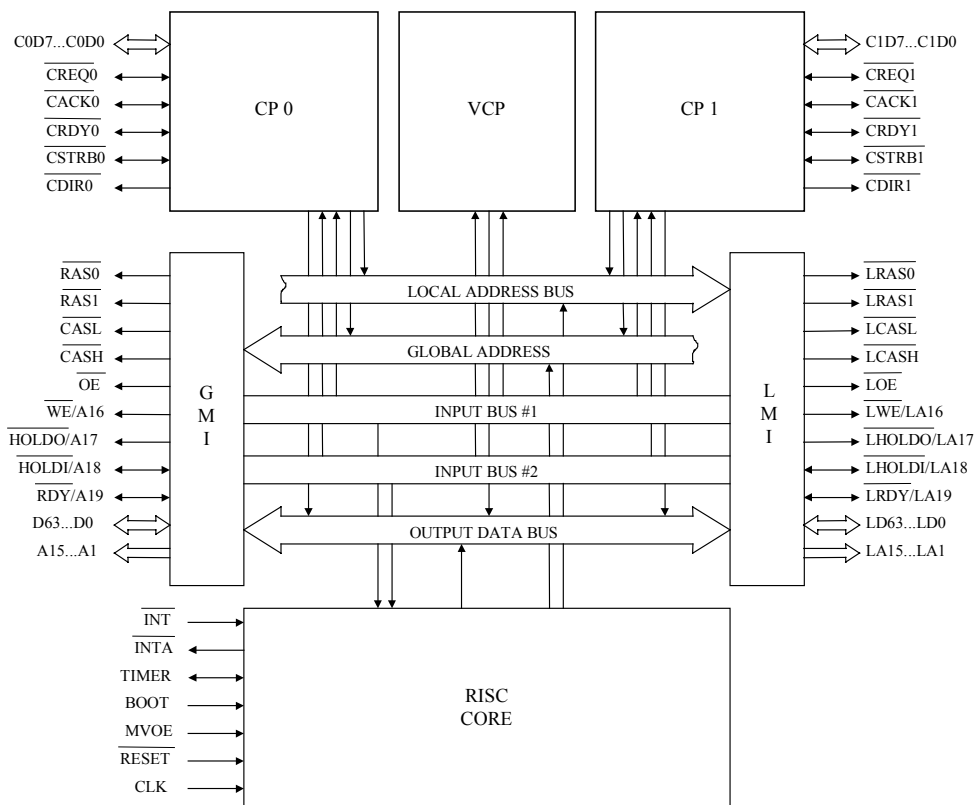 C0D7...C0D0
CREQ0
CACK0
CRDY0
CSTRB0
CDIR0
CP 0
VCP
CP 1
C1D7...C1D0
CREQ1
CACK1
CRDY1
CSTRB1
CDIR1
RAS0
RAS1
CASL
CASH
OE
WE/A16
HOLDO/A17
HOLDI/A18
RDY/A19
D63...D0
A15...A1
G
M
I
LOCAL ADDRESS BUS
GLOBAL ADDRESS
INPUT BUS #1
INPUT BUS #2
OUTPUT DATA BUS
L
M
I
LRAS0
LRAS1
LCASL
LCASH
LOE
LWE/LA16
LHOLDO/LA17
LHOLDI/LA18
LRDY/LA19
LD63...LD0
LA15...LA1
INT
INTA
TIMER
BOOT
MVOE
RESET
CLK
RISC
CORE